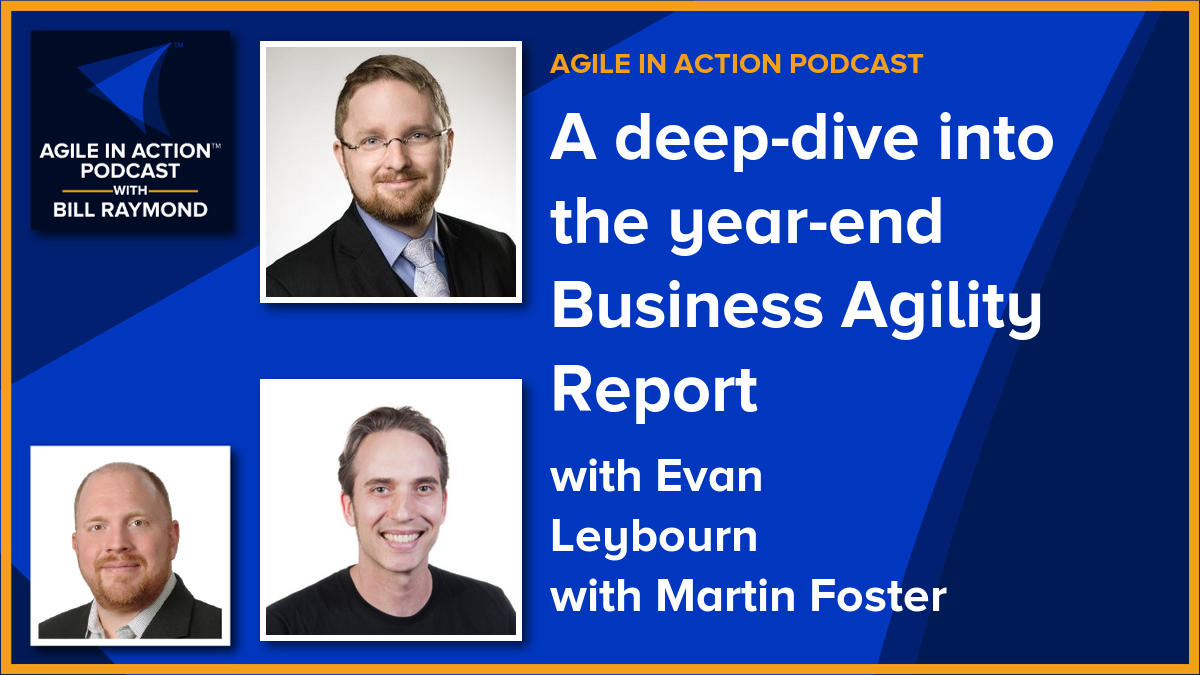 AGILE IN ACTION™
PODCAST
WITH
BILL RAYMOND
AGILE IN ACTION PODCAST
A deep-dive into
the year-end
Business Agility
Report
with Evan
Leybourn
with Martin Foster